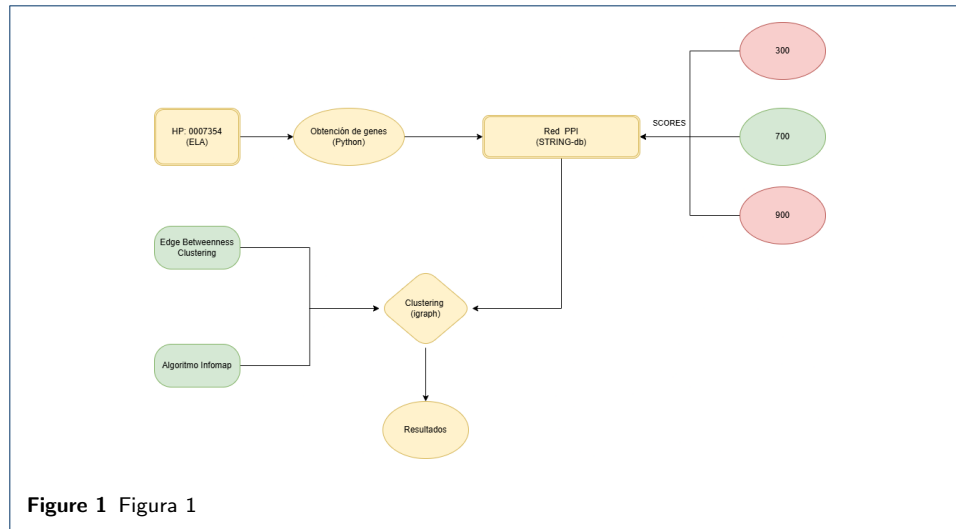 300
HP: 0007354
(ELA)
Obtención de genes
(Python)
Red PPI
(STRING-db)
SCORES
700
900
Edge Betweenness
Clustering
Clustering
(igraph)
Algoritmo Infomap
Resultados
Figure 1 Figura 1